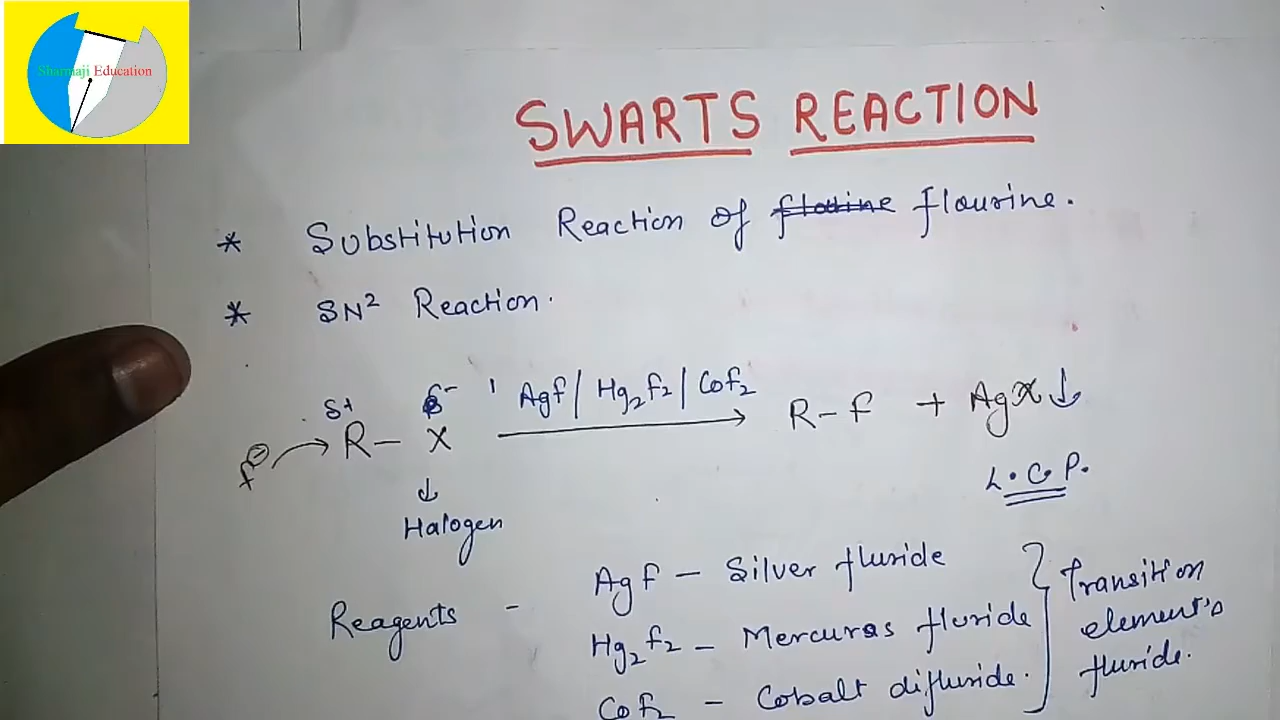 Sharmaji Education
SWARTS REACTION
* Substitution Reaction of flourine.
* SN² Reaction.
δ+ δ- Agf / Hg₂f₂ / Cof₂
f⊖ → R – X → R – f + AgX↓
↓ L.C.P.
Halogen
Reagents - Agf – Silver fluride
Hg₂f₂ – Mercuras fluride
Cof₂ – Cobalt difluride.
} Transition
element's
fluride.